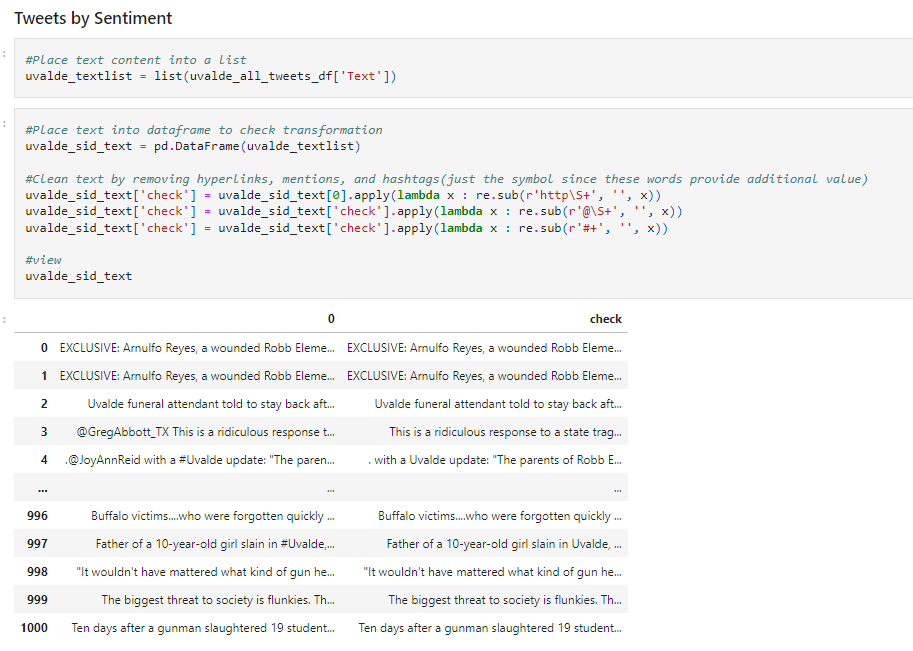 Tweets by Sentiment
:
#Place text content into a list
uvalde_textlist = list(uvalde_all_tweets_df['Text'])
:
#Place text into dataframe to check transformation
uvalde_sid_text = pd.DataFrame(uvalde_textlist)
#Clean text by removing hyperlinks, mentions, and hashtags(just the symbol since these words provide additional value)
uvalde_sid_text['check'] = uvalde_sid_text[0].apply(lambda x : re.sub(r'http\S+', '', x))
uvalde_sid_text['check'] = uvalde_sid_text['check'].apply(lambda x : re.sub(r'@\S+', '', x))
uvalde_sid_text['check'] = uvalde_sid_text['check'].apply(lambda x : re.sub(r'#+', '', x))
#view
uvalde_sid_text
:
0 check
0 EXCLUSIVE: Arnulfo Reyes, a wounded Robb Eleme... EXCLUSIVE: Arnulfo Reyes, a wounded Robb Eleme...
1 EXCLUSIVE: Arnulfo Reyes, a wounded Robb Eleme... EXCLUSIVE: Arnulfo Reyes, a wounded Robb Eleme...
2 Uvalde funeral attendant told to stay back aft... Uvalde funeral attendant told to stay back aft...
3 @GregAbbott_TX This is a ridiculous response t... This is a ridiculous response to a state trag...
4 .@JoyAnnReid with a #Uvalde update: "The paren... . with a Uvalde update: "The parents of Robb E...
... ... ...
996 Buffalo victims....who were forgotten quickly ... Buffalo victims....who were forgotten quickly ...
997 Father of a 10-year-old girl slain in #Uvalde,... Father of a 10-year-old girl slain in Uvalde, ...
998 "It wouldn't have mattered what kind of gun he... "It wouldn't have mattered what kind of gun he...
999 The biggest threat to society is flunkies. Th... The biggest threat to society is flunkies. Th...
1000 Ten days after a gunman slaughtered 19 student... Ten days after a gunman slaughtered 19 student...